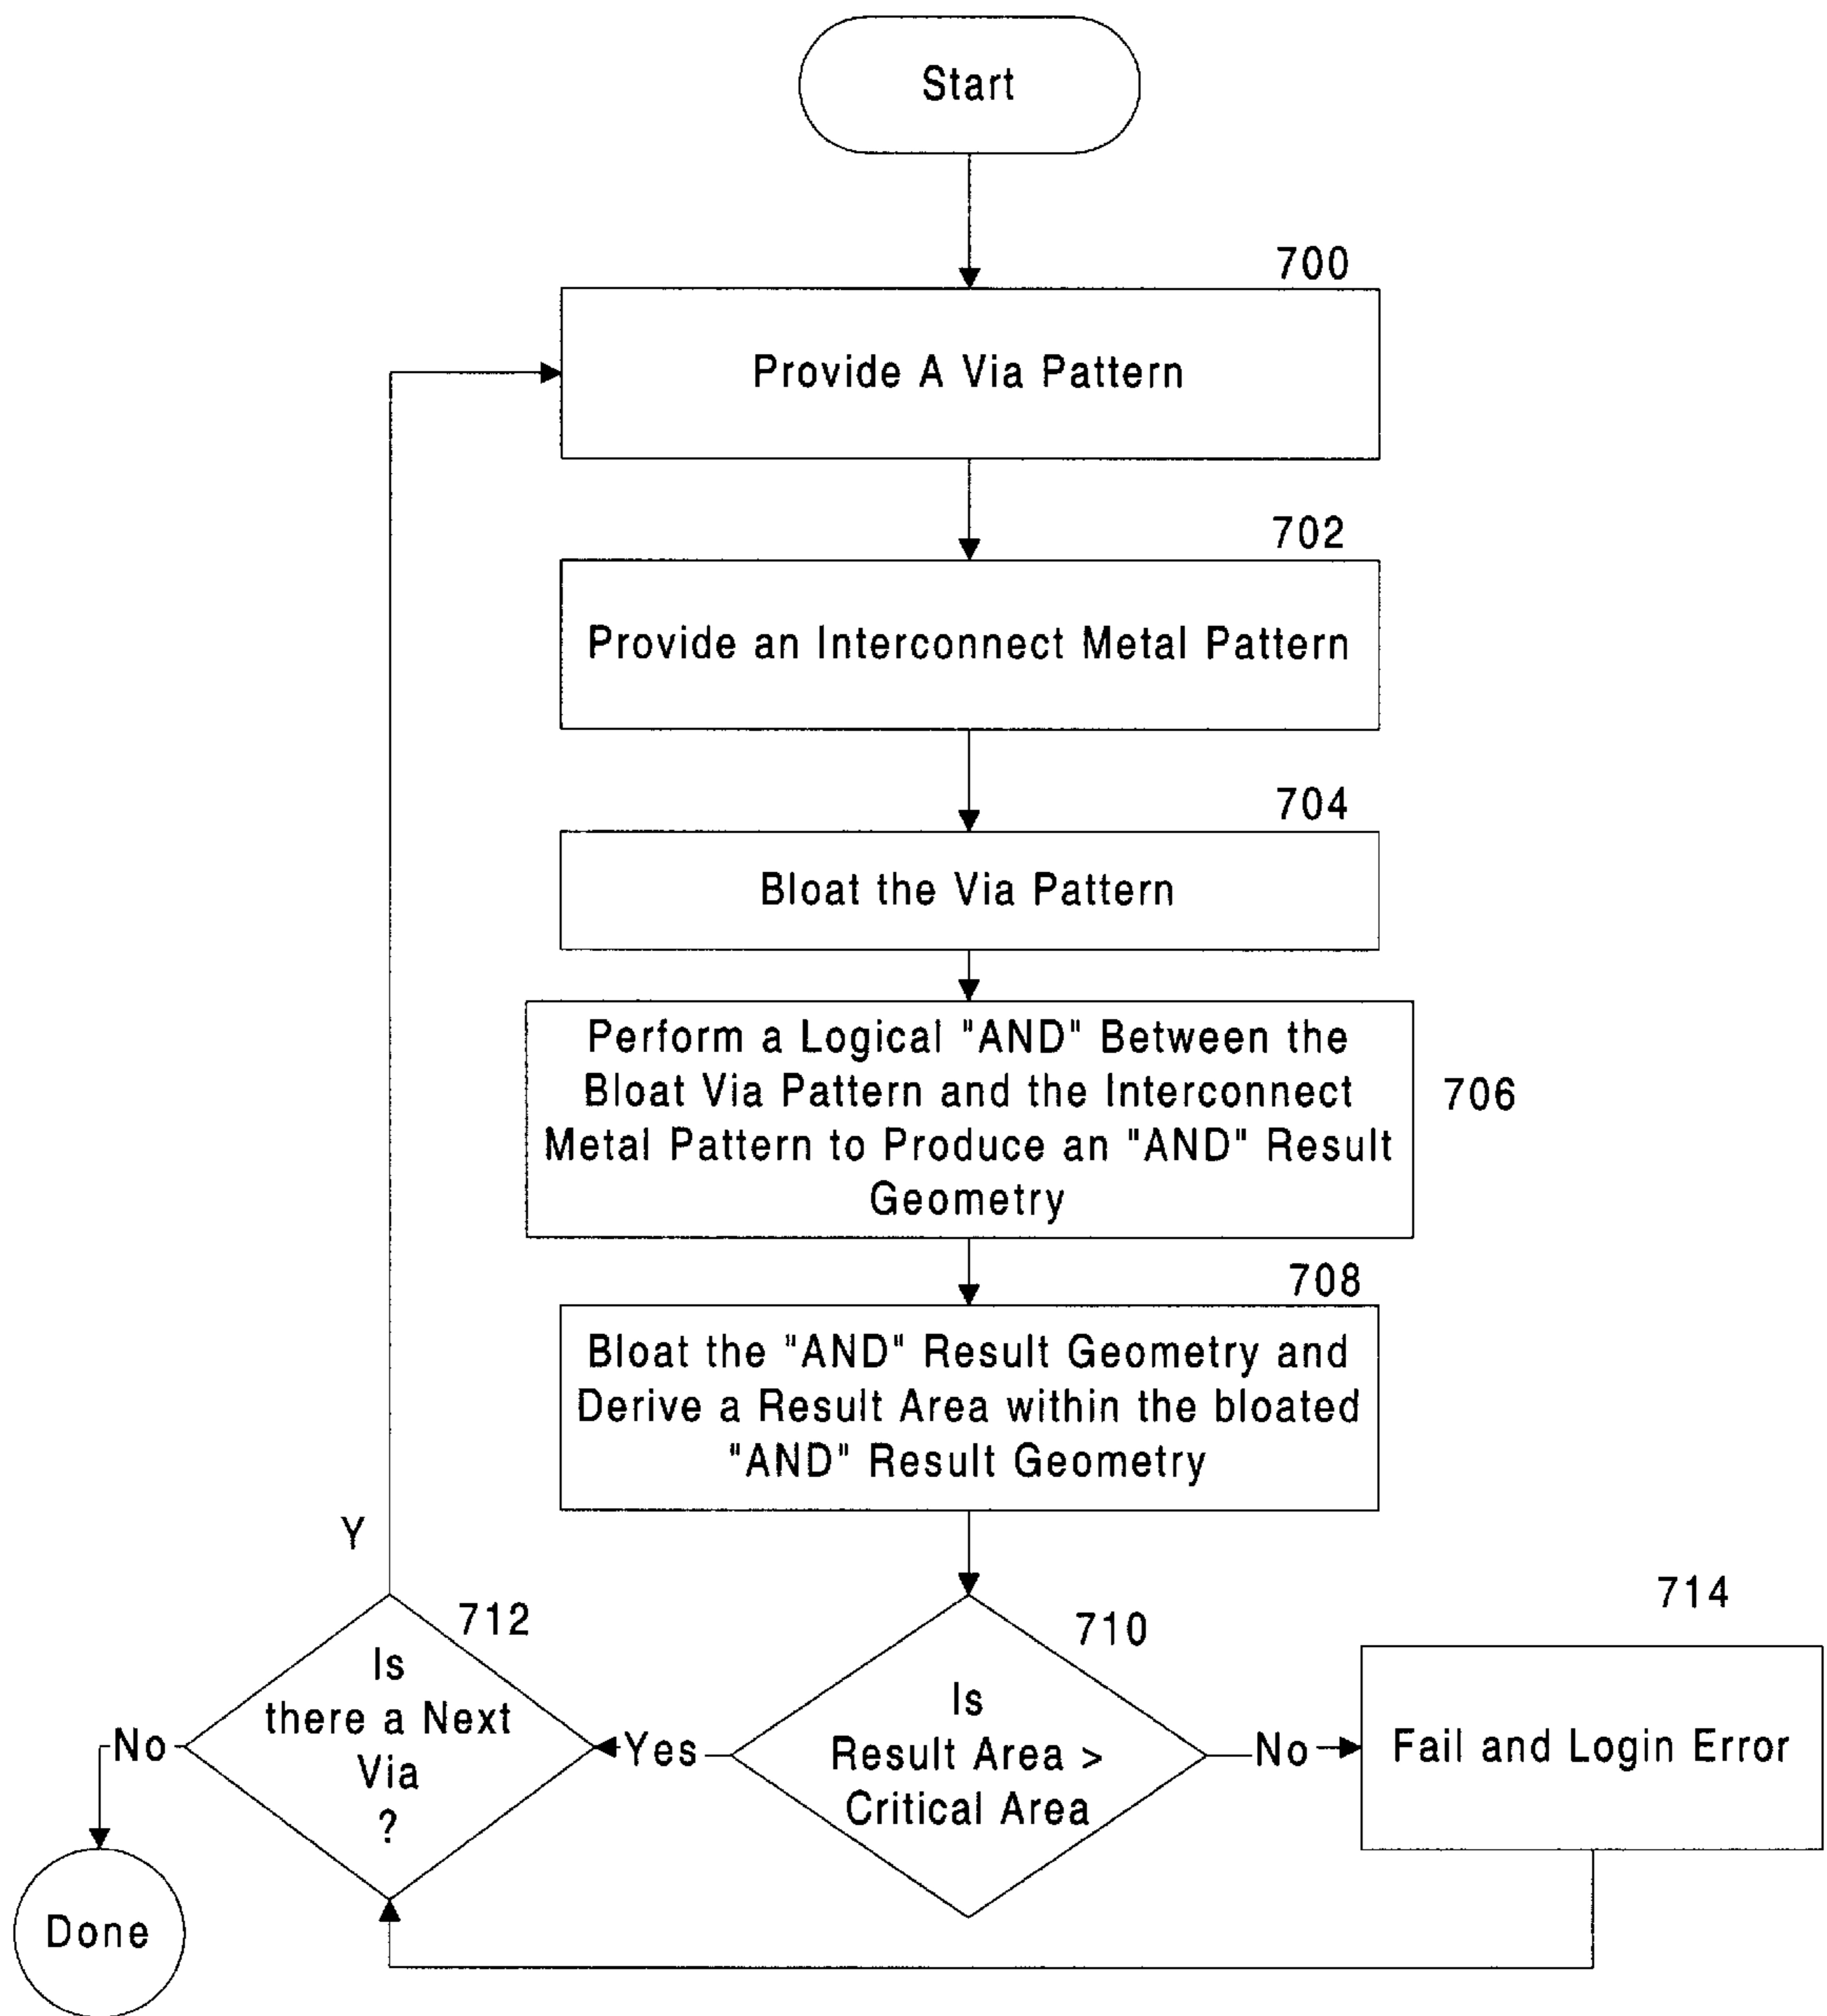 Start
700
Provide A Via Pattern
702
Provide an Interconnect Metal Pattern
704
Bloat the Via Pattern
Perform a Logical "AND" Between the
Bloat Via Pattern and the Interconnect
Metal Pattern to Produce an "AND" Result
Geometry
706
708
Bloat the "AND" Result Geometry and
Derive a Result Area within the bloated
"AND" Result Geometry
710
Is
Result Area >
Critical Area
Yes
No
714
Fail and Login Error
712
Is
there a Next
Via
?
Y
No
Done